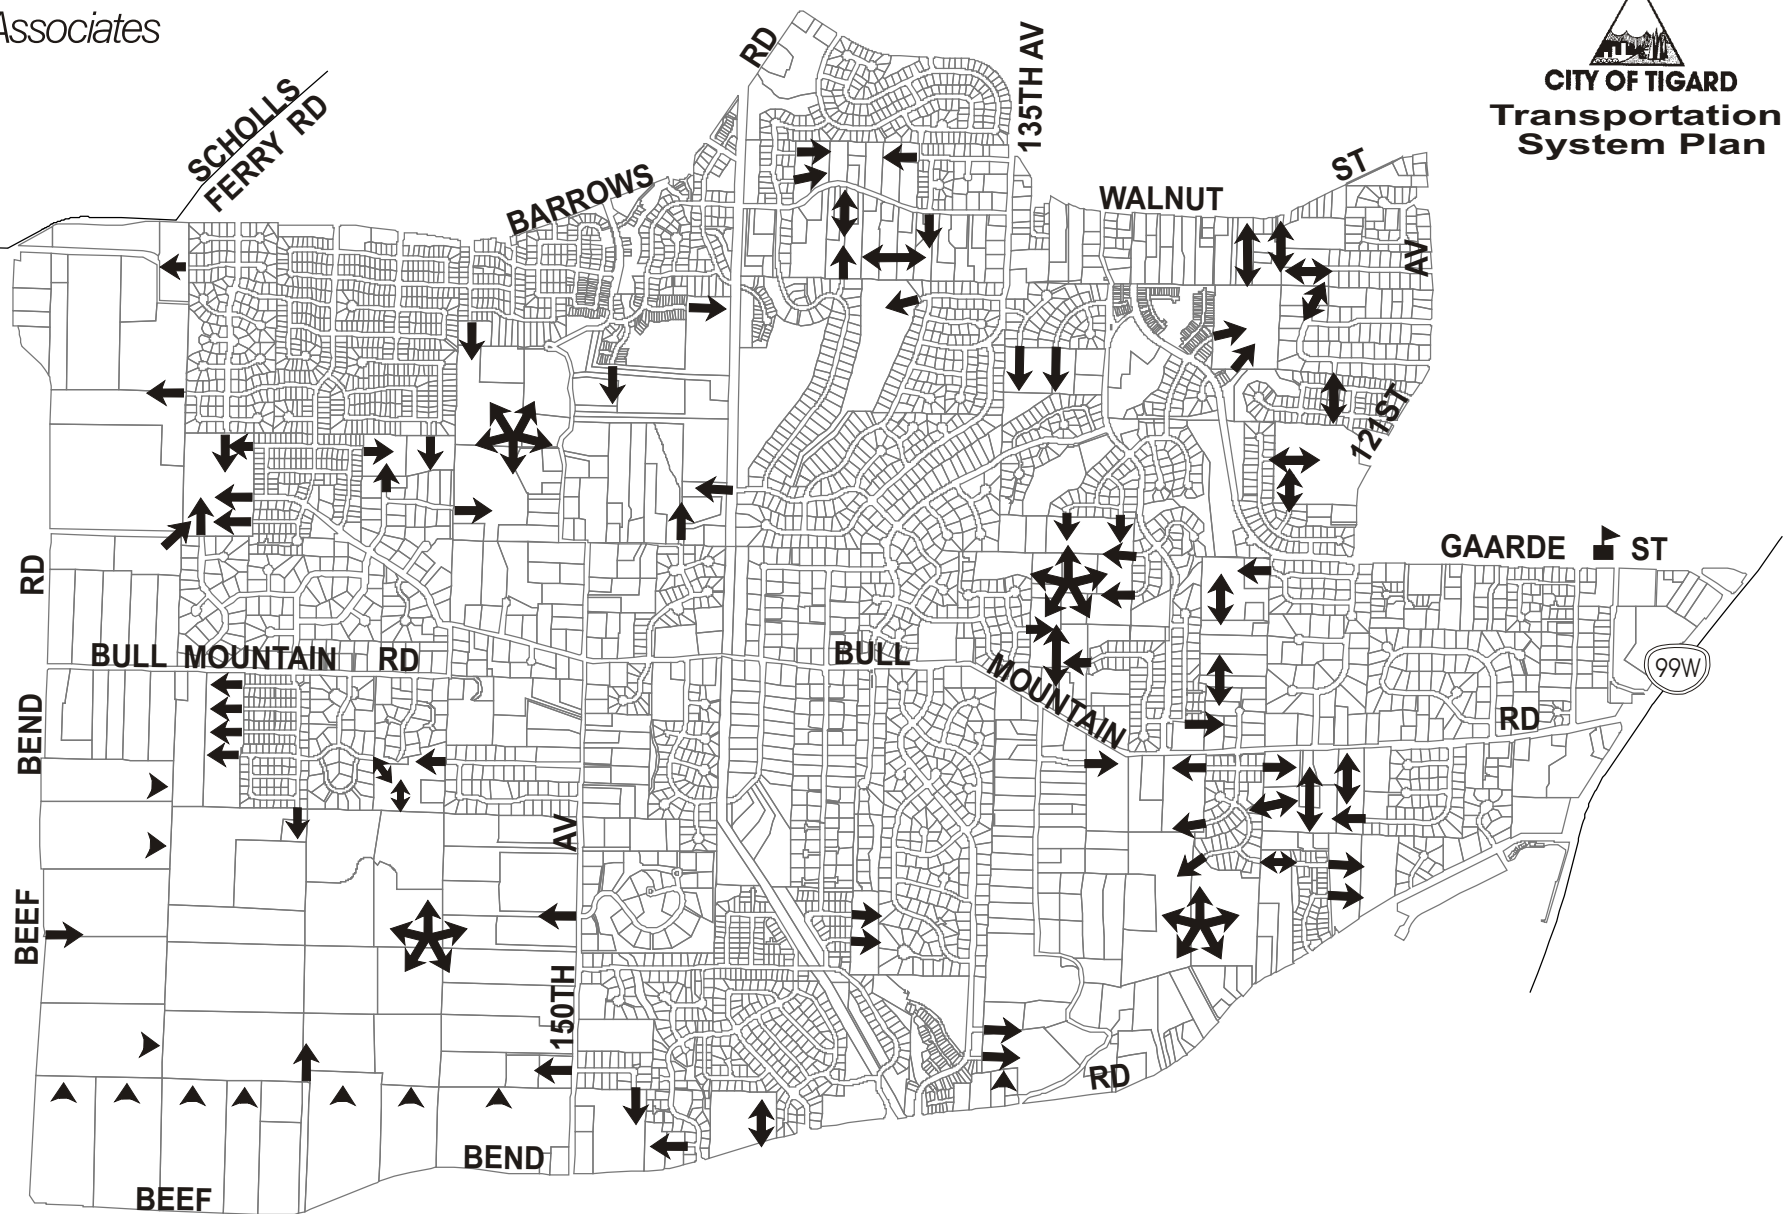 Associates
CITY OF TIGARD
Transportation
System Plan
SCHOLLS
FERRY RD
RD
135TH AV
BARROWS
WALNUT
ST
AV
121ST
GAARDE ST
RD
BULL MOUNTAIN RD
BULL
MOUNTAIN
RD
99W
BEND
BEEF
AV
150TH
RD
BEND
BEEF